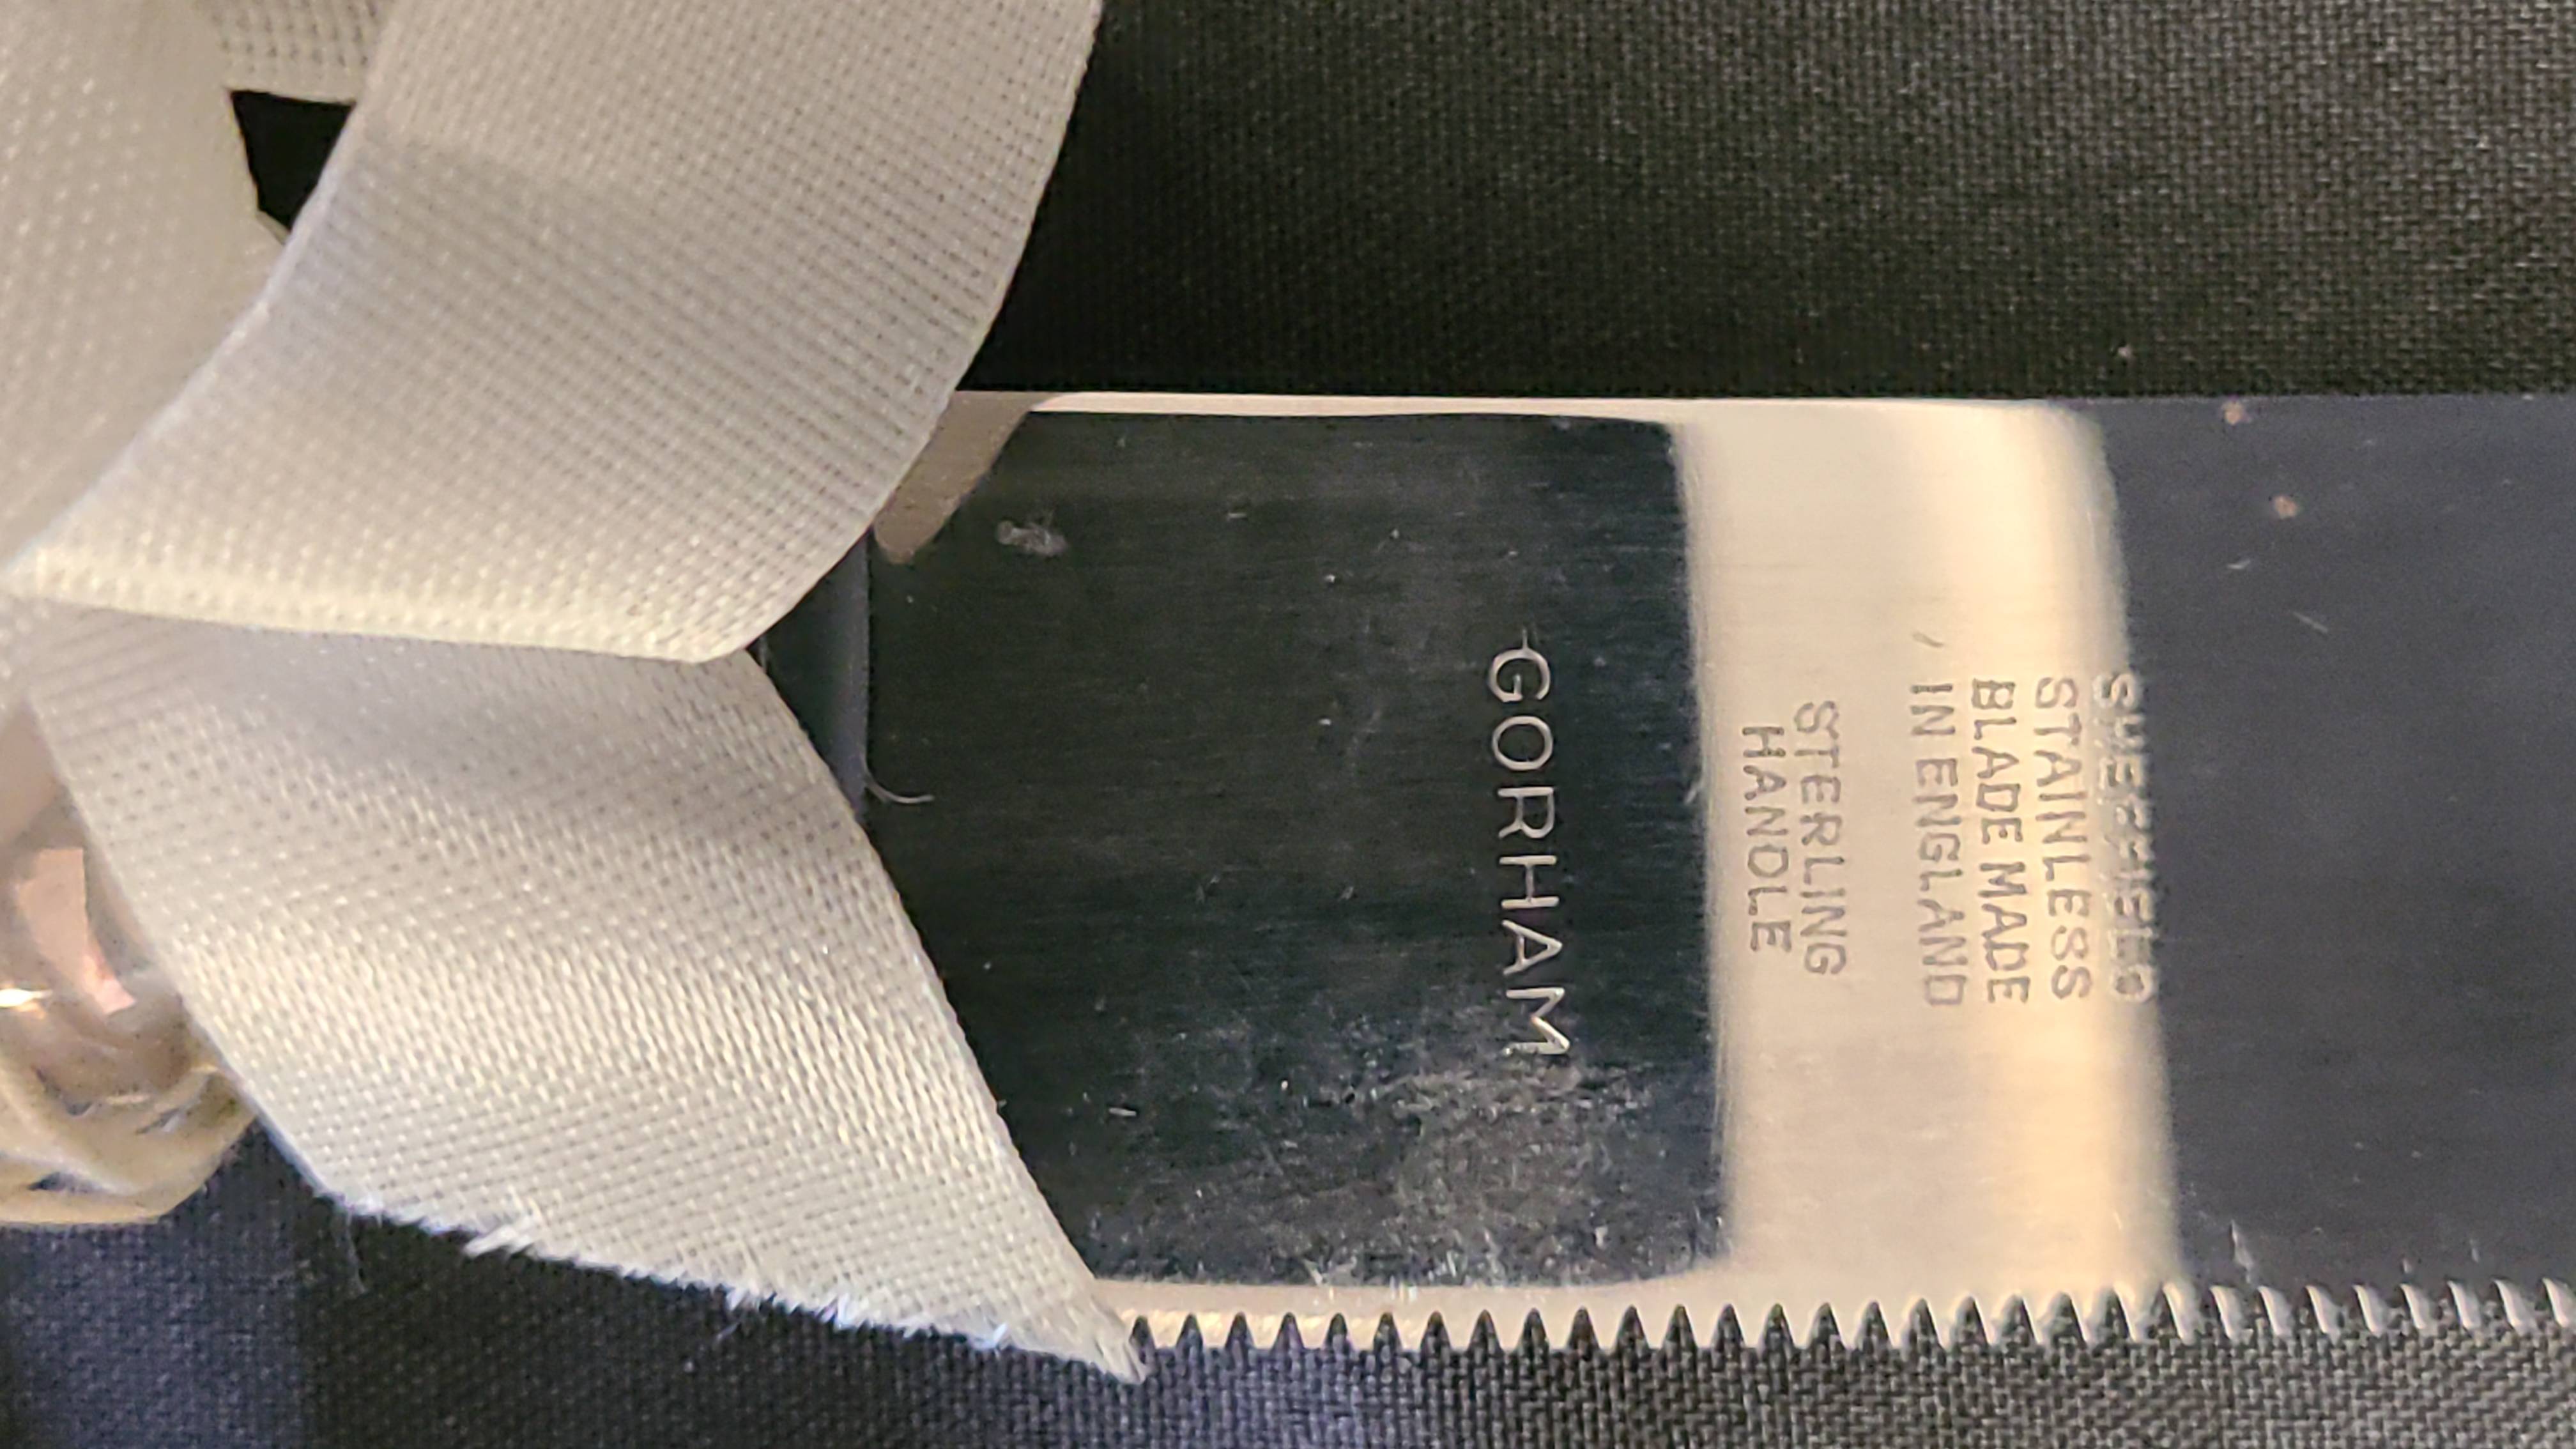 SHEFFIELD
STAINLESS
BLADE MADE
IN ENGLAND
STERLING
HANDLE
GORHAM